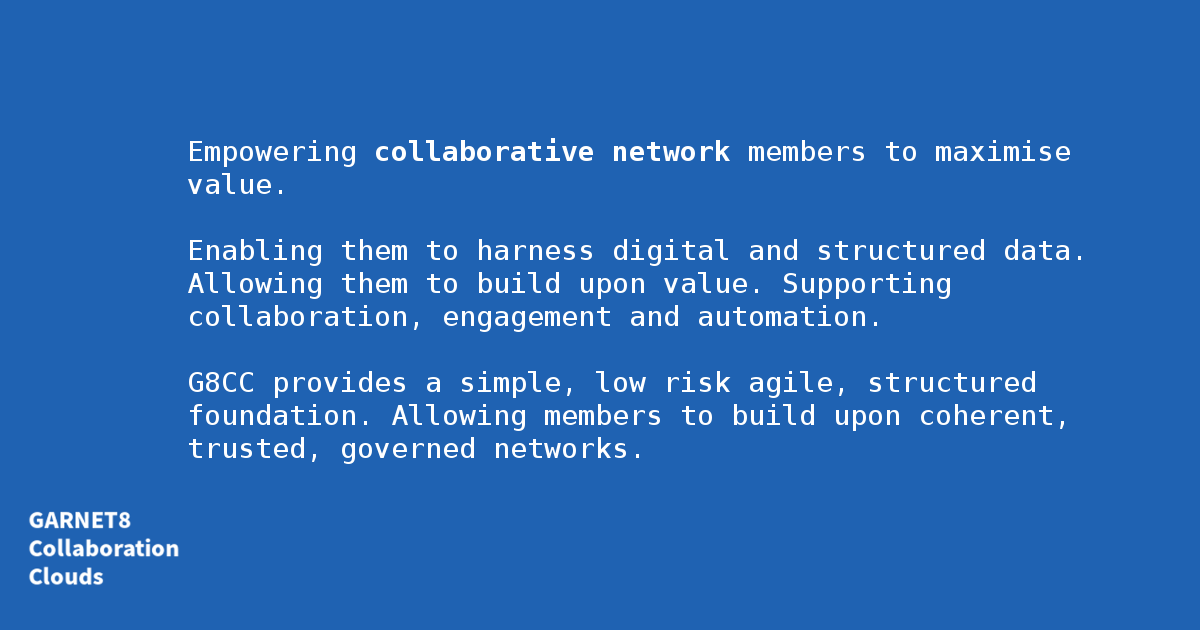 Empowering collaborative network members to maximise
value.
Enabling them to harness digital and structured data.
Allowing them to build upon value. Supporting
collaboration, engagement and automation.
G8CC provides a simple, low risk agile, structured
foundation. Allowing members to build upon coherent,
trusted, governed networks.
GARNET8
Collaboration
Clouds